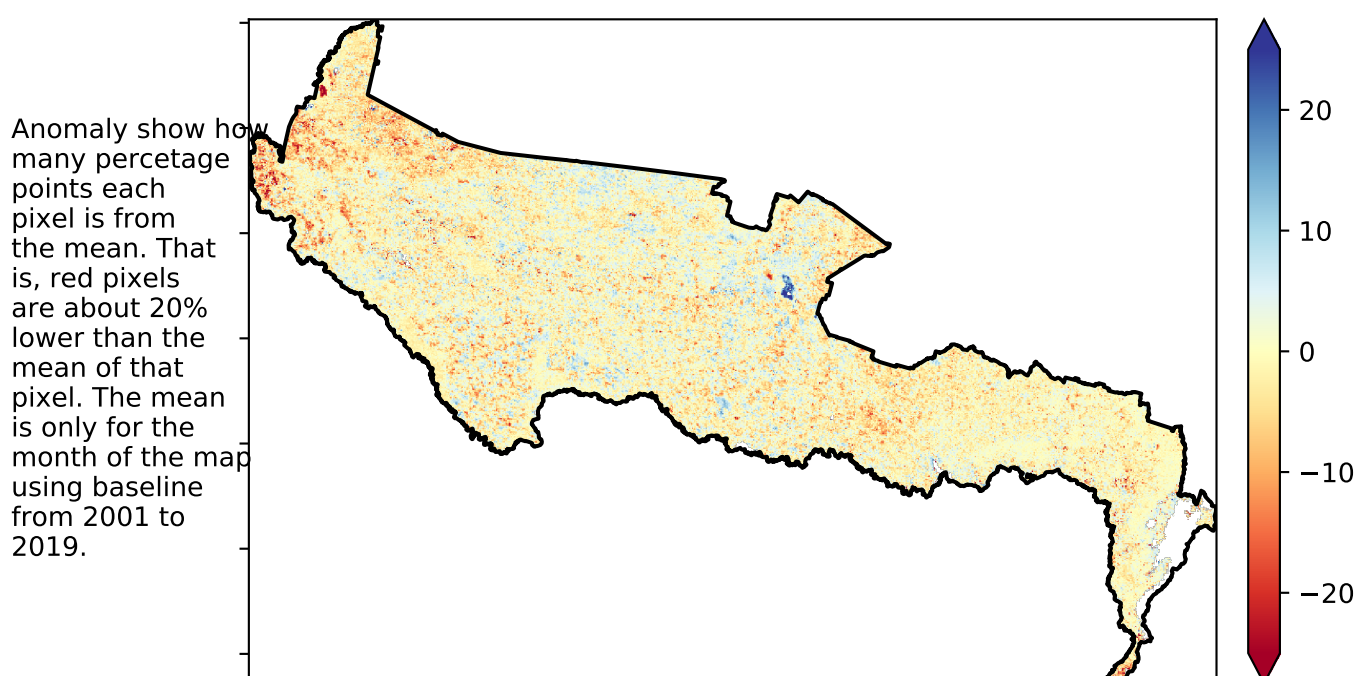 Anomaly show how
many percetage
points each
pixel is from
the mean. That
is, red pixels
are about 20%
lower than the
mean of that
pixel. The mean
is only for the
month of the map
using baseline
from 2001 to
2019.
20
10
0
−10
−20